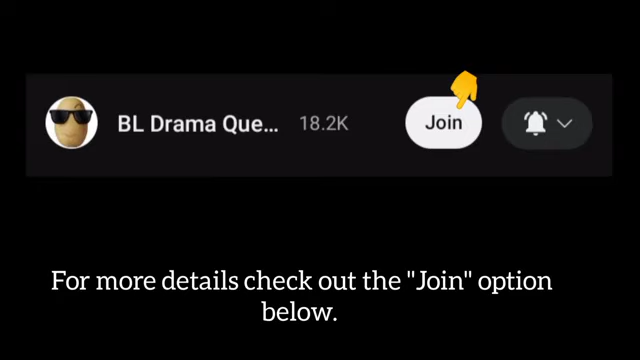 BL Drama Que... 18.2K Join
For more details check out the "Join" option
below.